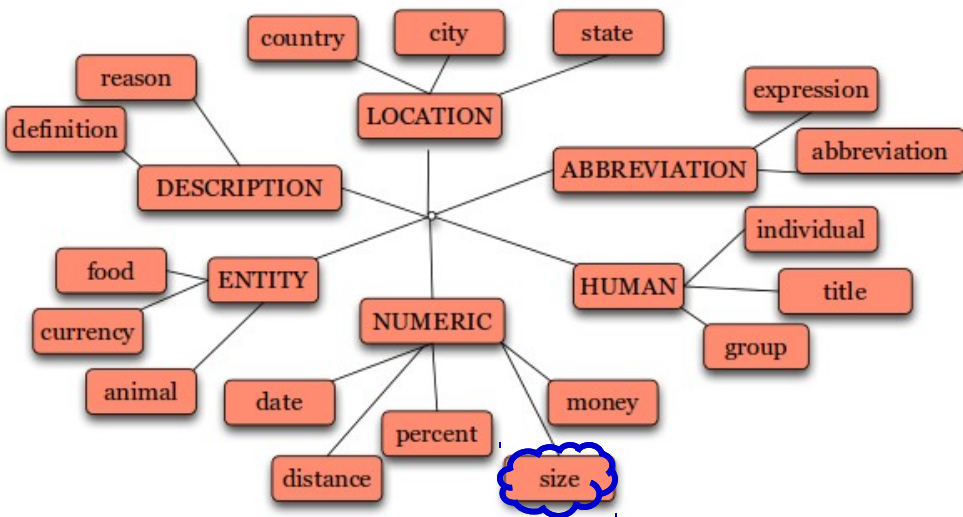 country
city
state
reason
LOCATION
expression
definition
abbreviation
ABBREVIATION
DESCRIPTION
individual
food
ENTITY
HUMAN
title
currency
NUMERIC
group
animal
date
money
percent
distance
size